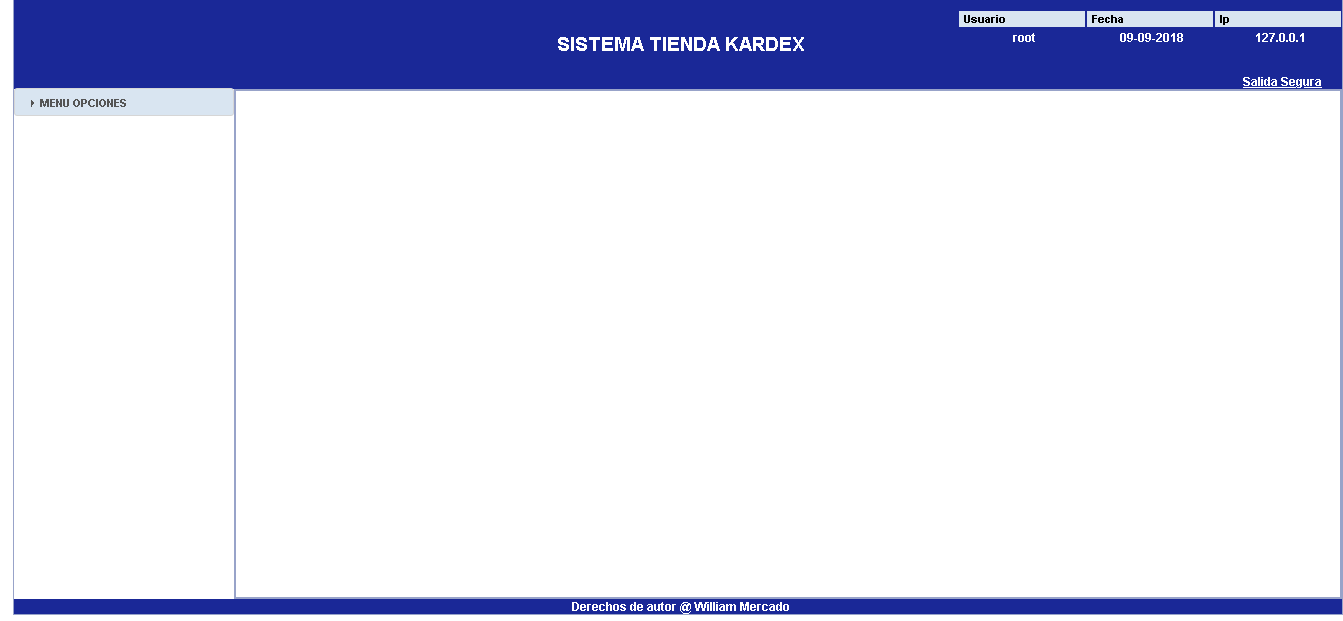 Usuario Fecha Ip
SISTEMA TIENDA KARDEX
root 09-09-2018 127.0.0.1
Salida Segura
MENU OPCIONES
Derechos de autor @ William Mercado